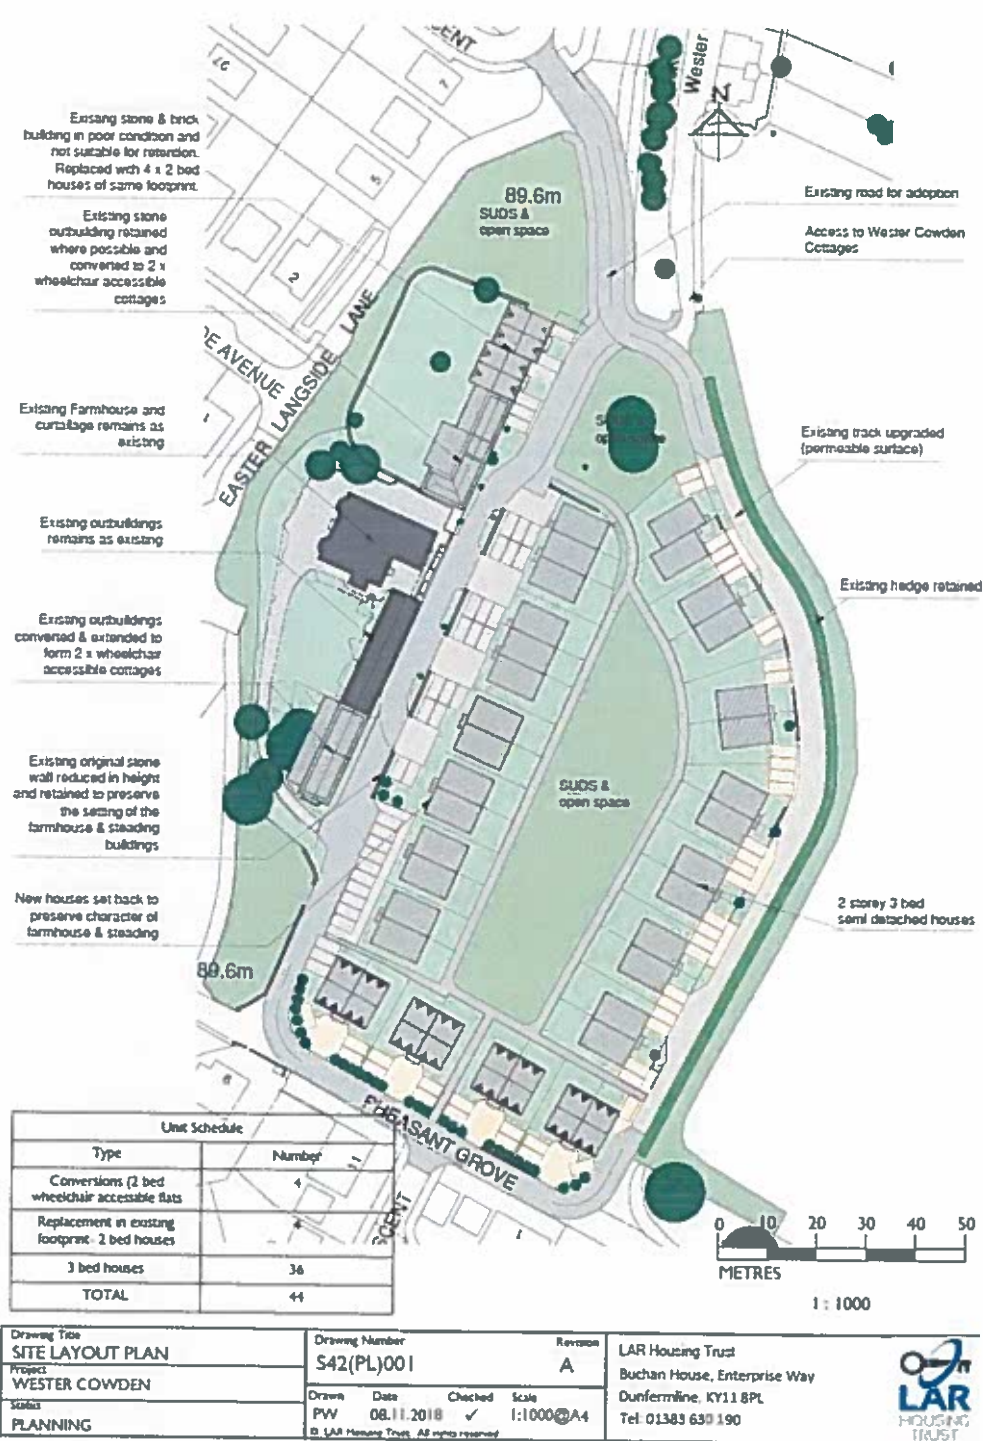 CENT
Wester
N
7
5
2
Existing stone & brick
building in poor condition and
not suitable for retention.
Replaced with 4 x 2 bed
houses of same footprint.
89.6m
SUDS &
open space
Existing road for adoption
Existing stone
outbuilding retained
where possible and
converted to 2 x
wheelchair accessible
cottages
Access to Wester Cowden
Cottages
DE AVENUE
EASTER LANGSIDE LANE
Existing Farmhouse and
curtailage remains as
existing
Existing track upgraded
(permeable surface)
Existing outbuildings
remains as existing
Existing hedge retained
Existing outbuildings
converted & extended to
form 2 x wheelchair
accessible cottages
Existing original stone
wall reduced in height
and retained to preserve
the setting of the
farmhouse & steading
buildings
SUDS &
open space
New houses set back to
preserve character of
farmhouse & steading
2 storey 3 bed
semi detached houses
89.6m
6
PHEASANT GROVE
11
CENT
1
Unit Schedule
Type Number
Conversions (2 bed
wheelchair accessible flats 4
Replacement in existing
footprint - 2 bed houses 4
3 bed houses 36
TOTAL 44
0 10 20 30 40 50
METRES
1 : 1000
Drawing Title
SITE LAYOUT PLAN
Project
WESTER COWDEN
Status
PLANNING
Drawing Number
S42(PL)001
Revision
A
Drawn Date Checked Scale
PW 08.11.2018 ✓ 1:1000@A4
© LAR Housing Trust. All rights reserved
LAR Housing Trust
Buchan House, Enterprise Way
Dunfermline, KY11 8PL
Tel: 01383 630 190
LAR
HOUSING
TRUST